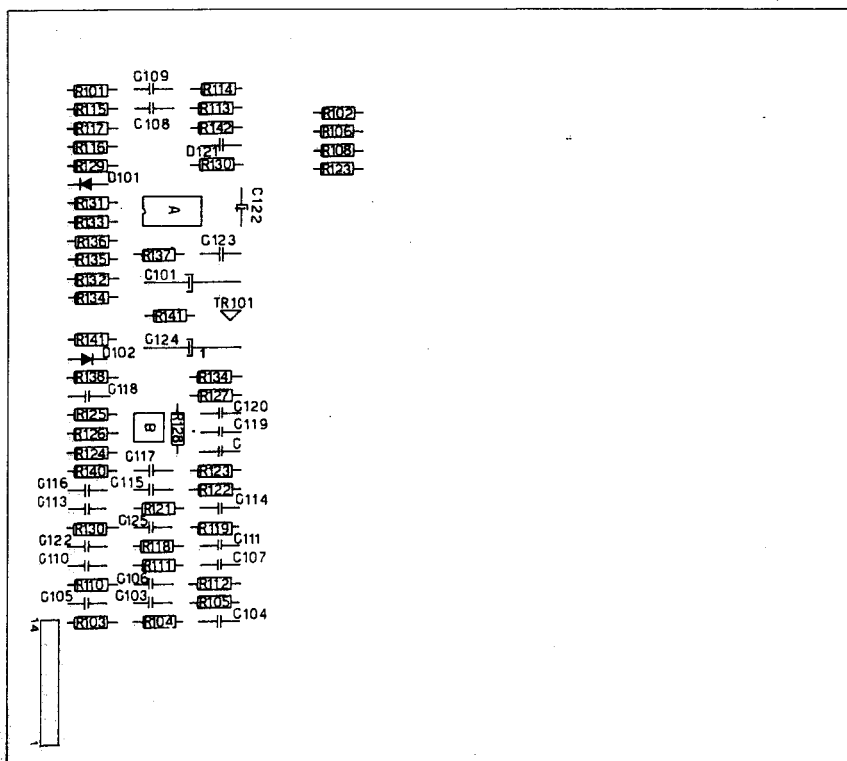 C109
R101 R114
R115 R113 R102
C108
R117 R142 R106
R116 D121 R108
R129 R130 R123
D101
R131 A C122
R133
R136 C123
R135 R137
R132 C101
R134
TR101
R141
R141 C124
D102 1
R138 R134
C118 R127
C120
R125 B R128
C119
R126
R124 C
C117
R140 R123
C116 C115 R122
C113 R121 C114
C125
R130 R119
C122 R118 C111
C110 R111 C107
C106
R110 R112
C105 C103 R105
C104
14 R103 R104
1